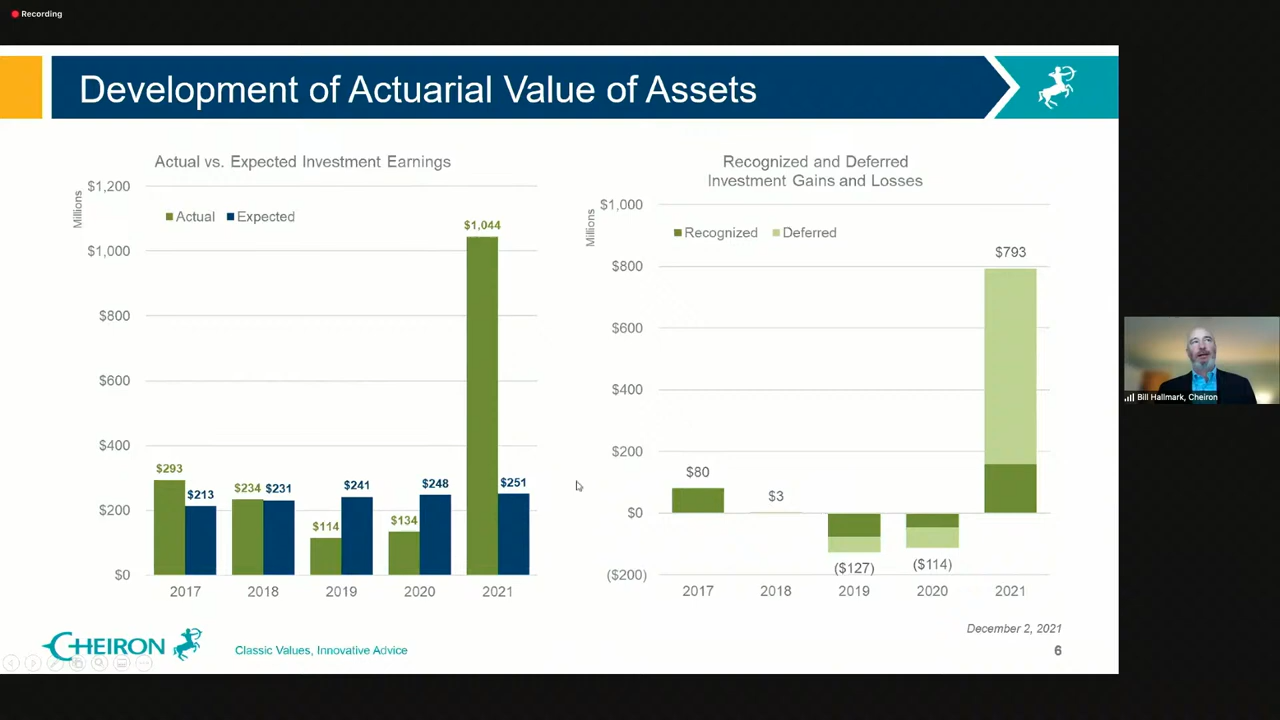 Recording
Development of Actuarial Value of Assets
Actual vs. Expected Investment Earnings
Millions
$1,200
$1,000
$800
$600
$400
$200
$0
Actual Expected
$293
$213
$234
$231
$114
$241
$134
$248
$1,044
$251
2017 2018 2019 2020 2021
Recognized and Deferred
Investment Gains and Losses
Millions
$1,000
$800
$600
$400
$200
$0
($200)
Recognized Deferred
$80
$3
($127)
($114)
$793
2017 2018 2019 2020 2021
Bill Hallmark, Cheiron
December 2, 2021
CHEIRON
Classic Values, Innovative Advice
6